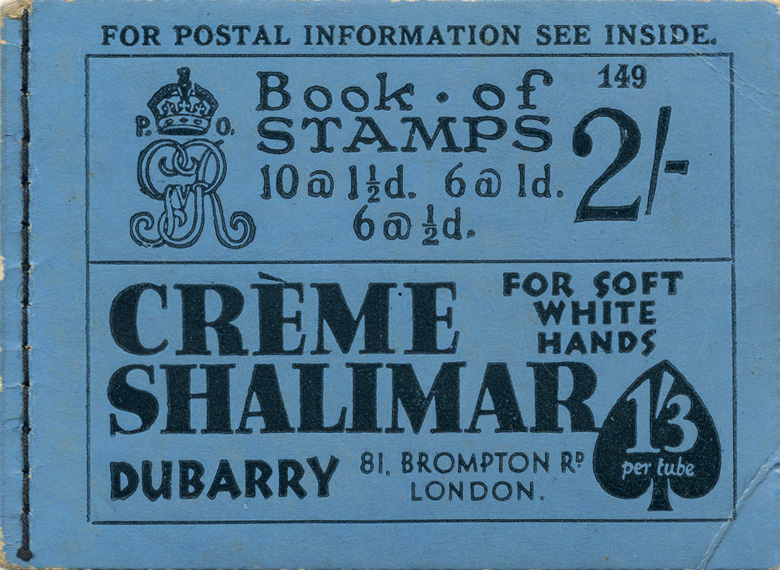 FOR POSTAL INFORMATION SEE INSIDE.
149
P. O.
GR
Book · of
STAMPS
10 @ 1½d. 6 @ 1d.
6 @ ½d.
2/-
CRÈME
SHALIMAR
FOR SOFT
WHITE
HANDS
1/3
per tube
DUBARRY
81, BROMPTON RD
LONDON.